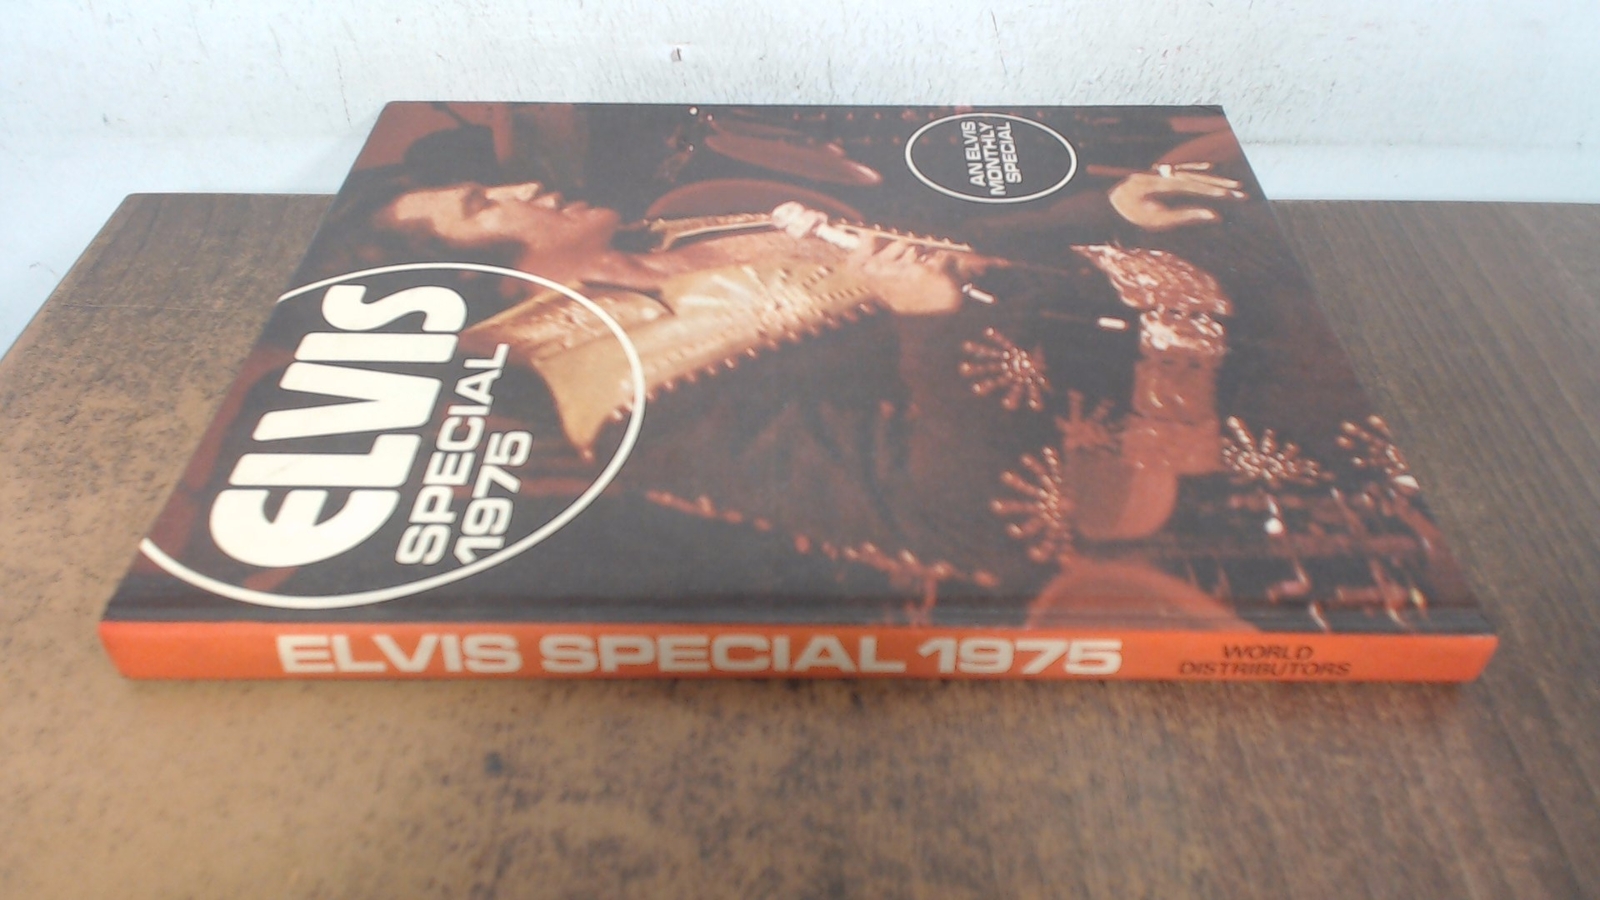 ELVIS
SPECIAL
1975
AN ELVIS
MONTHLY
SPECIAL
ELVIS SPECIAL 1975
WORLD
DISTRIBUTORS